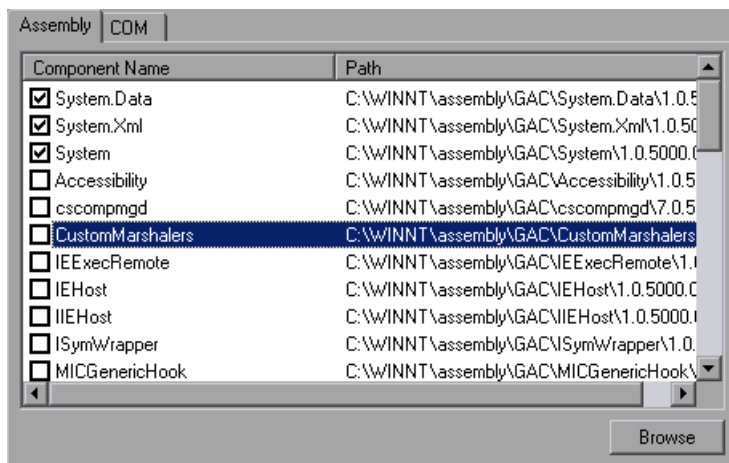 Assembly COM
Component Name Path
System.Data C:\WINNT\assembly\GAC\System.Data\1.0.5
System.Xml C:\WINNT\assembly\GAC\System.Xml\1.0.50
System C:\WINNT\assembly\GAC\System\1.0.5000.0
Accessibility C:\WINNT\assembly\GAC\Accessibility\1.0.5
cscompmgd C:\WINNT\assembly\GAC\cscompmgd\7.0.5
CustomMarshalers C:\WINNT\assembly\GAC\CustomMarshalers
IEExecRemote C:\WINNT\assembly\GAC\IEExecRemote\1.0
IEHost C:\WINNT\assembly\GAC\IEHost\1.0.5000.0
IIEHost C:\WINNT\assembly\GAC\IIEHost\1.0.5000.0
ISymWrapper C:\WINNT\assembly\GAC\ISymWrapper\1.0.
MICGenericHook C:\WINNT\assembly\GAC\MICGenericHook\
Browse